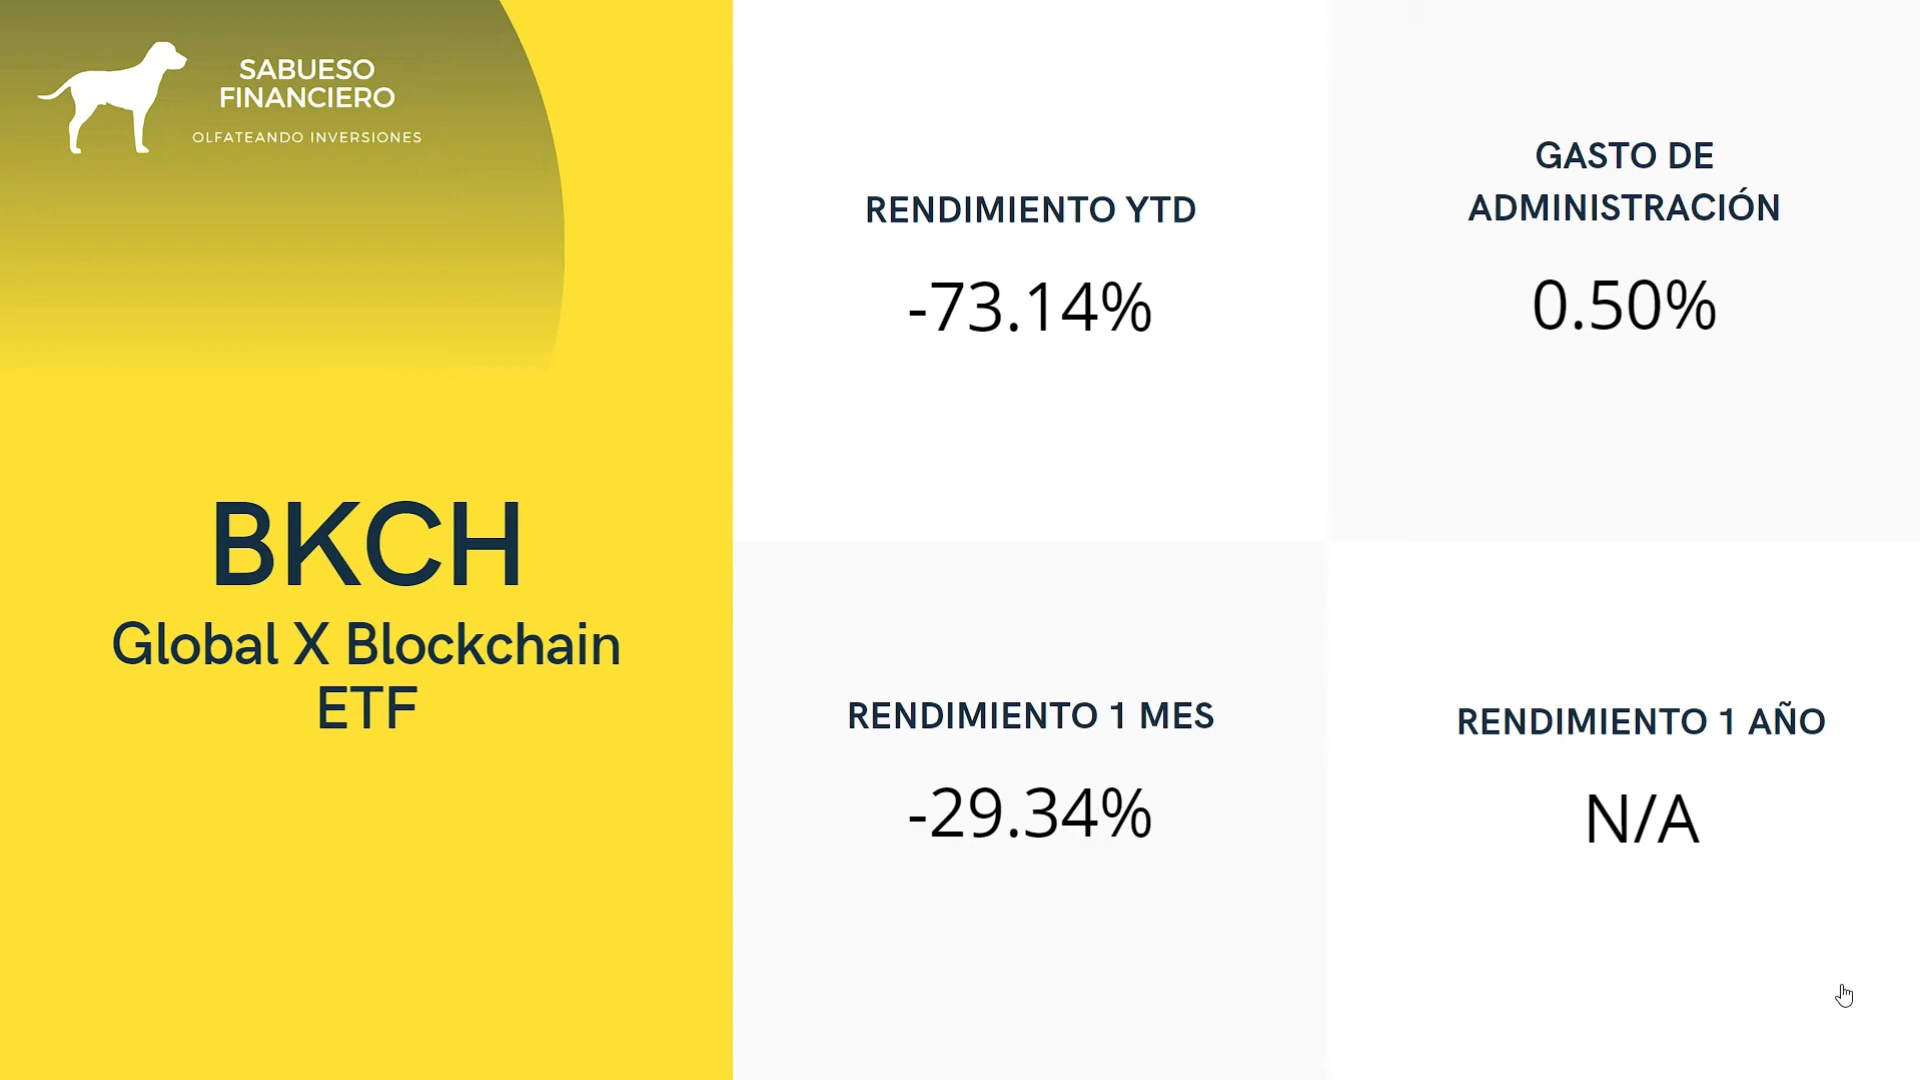 SABUESO
FINANCIERO
OLFATEANDO INVERSIONES
BKCH
Global X Blockchain
ETF
RENDIMIENTO YTD
-73.14%
GASTO DE
ADMINISTRACIÓN
0.50%
RENDIMIENTO 1 MES
-29.34%
RENDIMIENTO 1 AÑO
N/A